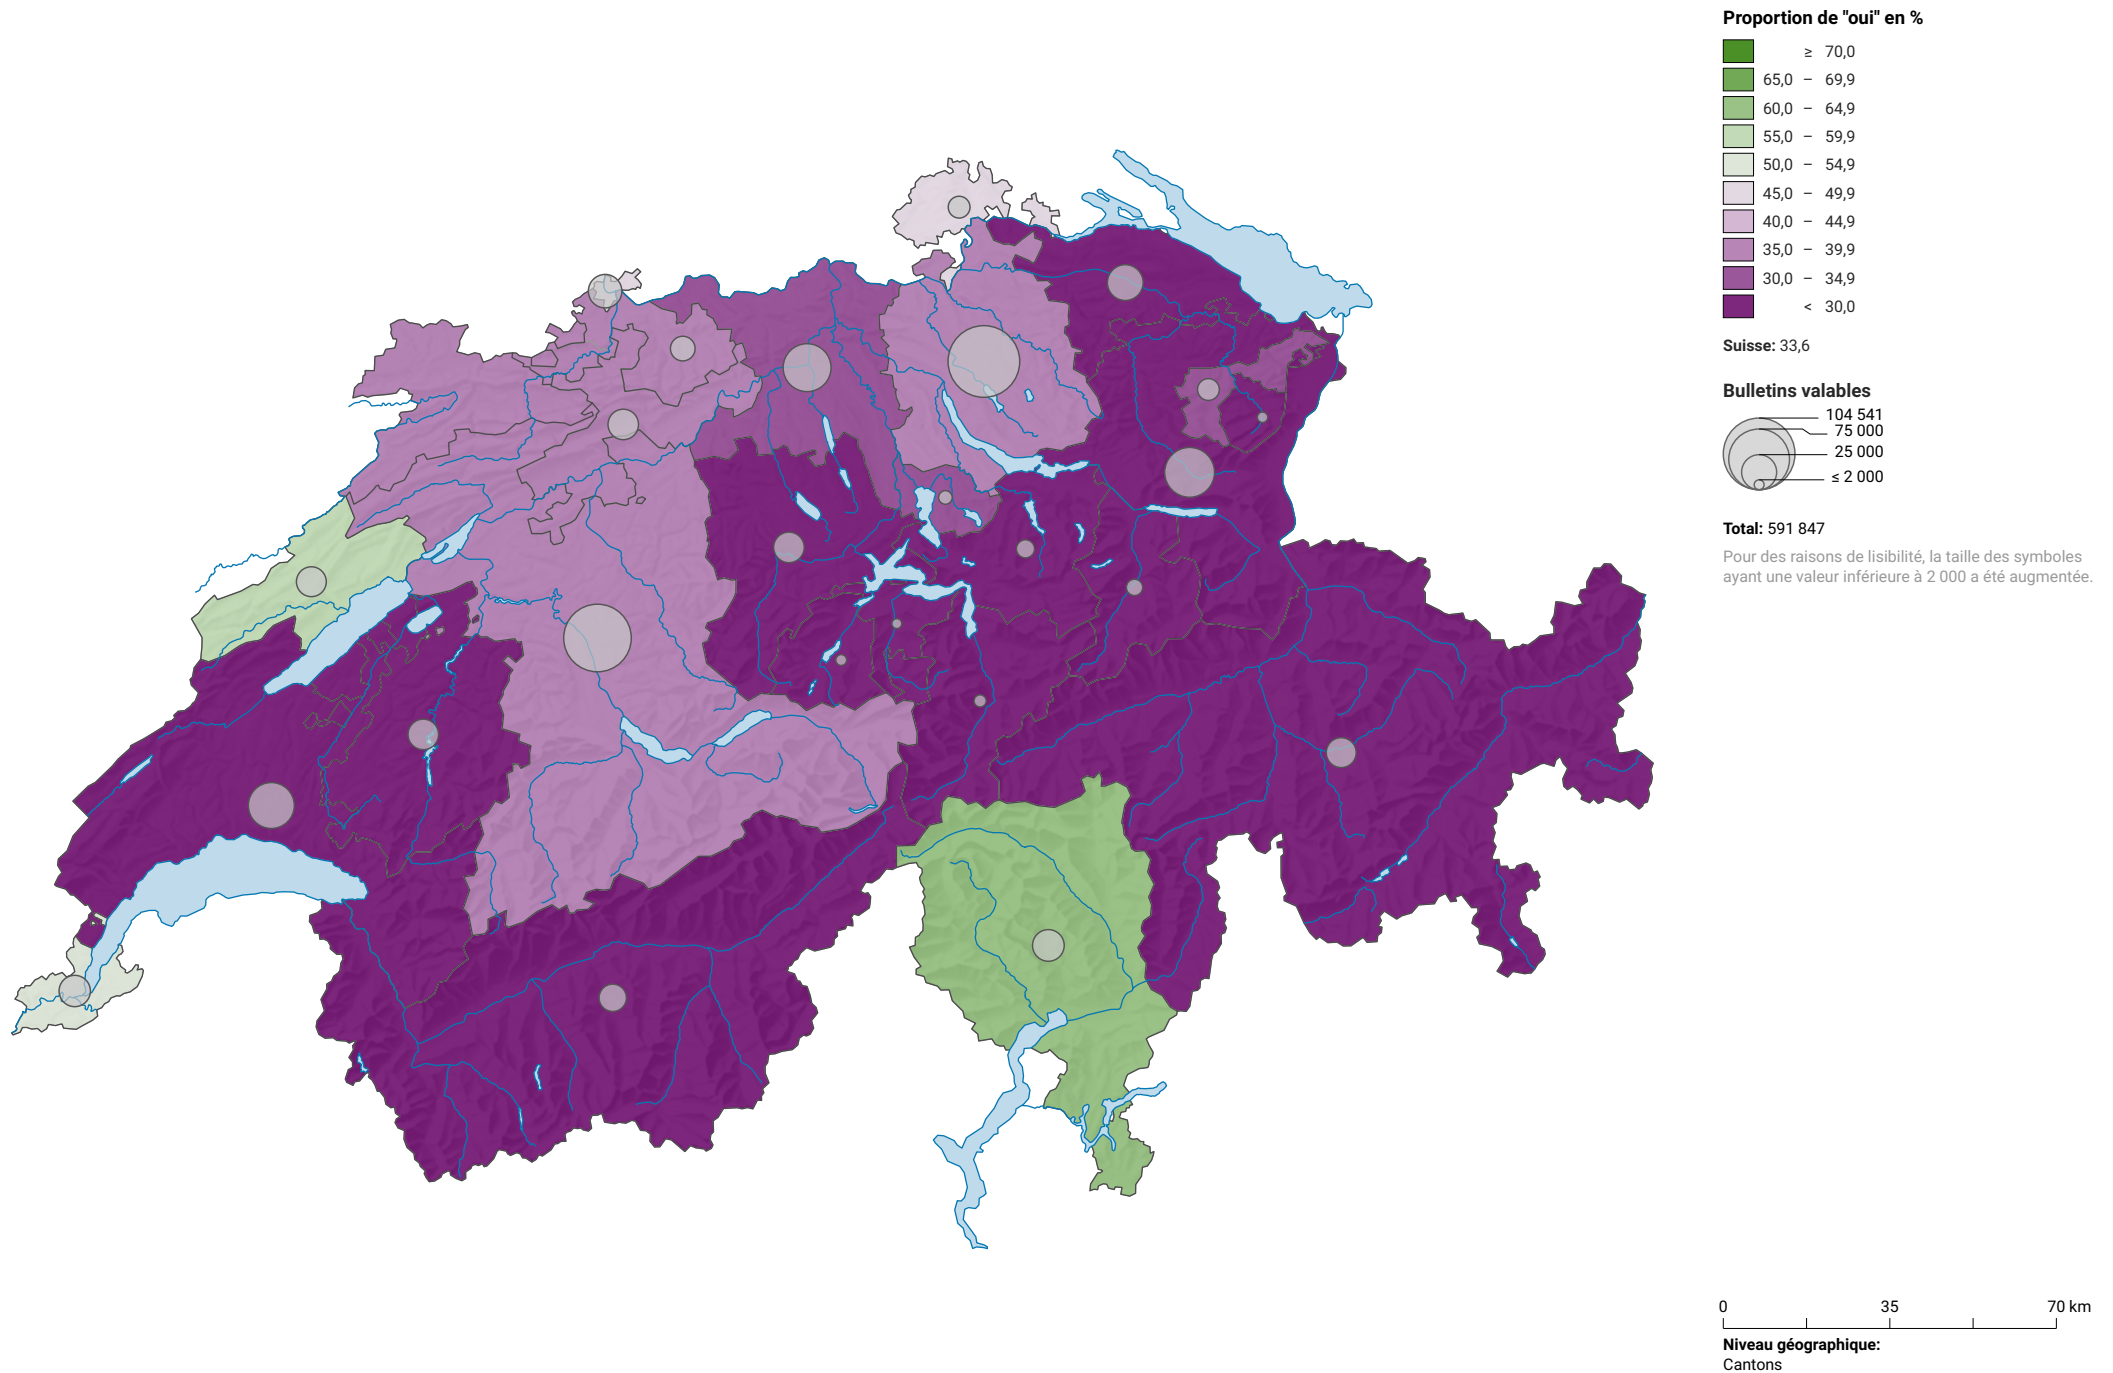 Proportion de "oui" en %
≥ 70,0
65,0 – 69,9
60,0 – 64,9
55,0 – 59,9
50,0 – 54,9
45,0 – 49,9
40,0 – 44,9
35,0 – 39,9
30,0 – 34,9
< 30,0
Suisse: 33,6
Bulletins valables
104 541
75 000
25 000
≤ 2 000
Total: 591 847
Pour des raisons de lisibilité, la taille des symboles
ayant une valeur inférieure à 2 000 a été augmentée.
0 35 70 km
Niveau géographique:
Cantons